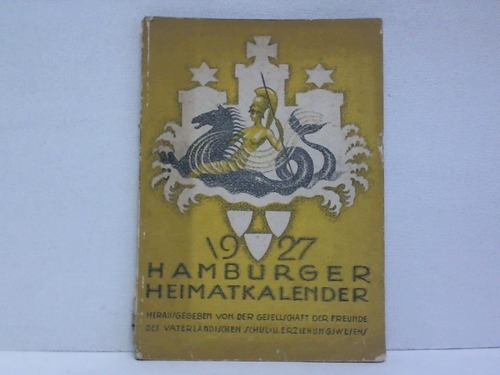 1927
HAMBURGER
HEIMATKALENDER
HERAUSGEGEBEN VON DER GESELLSCHAFT DER FREUNDE
DES VATERLÄNDISCHEN SCHUL-U. ERZIEHUNGSWESENS